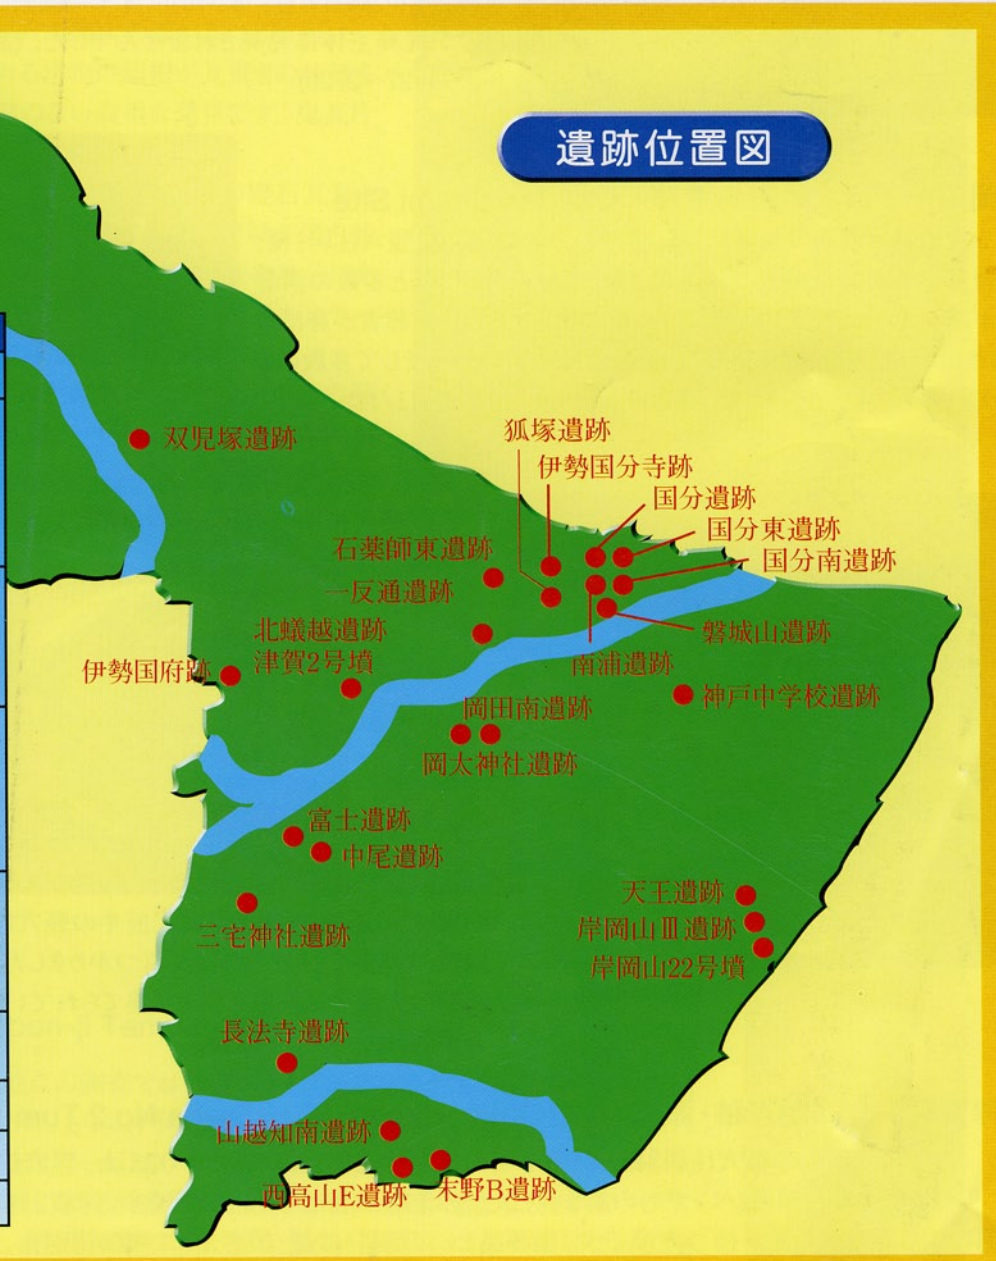 遺跡位置図
双児塚遺跡
狐塚遺跡
伊勢国分寺跡
国分遺跡
国分東遺跡
国分南遺跡
石薬師東遺跡
一反通遺跡
北蟻越遺跡
津賀2号墳
伊勢国府跡
磐城山遺跡
南浦遺跡
神戸中学校遺跡
岡田南遺跡
岡太神社遺跡
富士遺跡
中尾遺跡
三宅神社遺跡
天王遺跡
岸岡山Ⅲ遺跡
岸岡山22号墳
長法寺遺跡
山越知南遺跡
西高山E遺跡
末野B遺跡